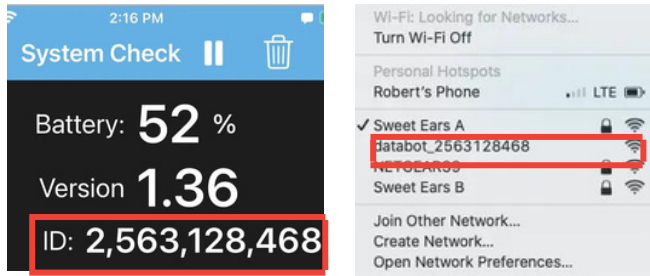 2:16 PM
System Check
Battery: 52 %
Version 1.36
ID: 2,563,128,468
Wi-Fi: Looking for Networks...
Turn Wi-Fi Off
Personal Hotspots
Robert's Phone LTE
✓ Sweet Ears A
databot_2563128468
NETGEAR99
Sweet Ears B
Join Other Network...
Create Network...
Open Network Preferences...